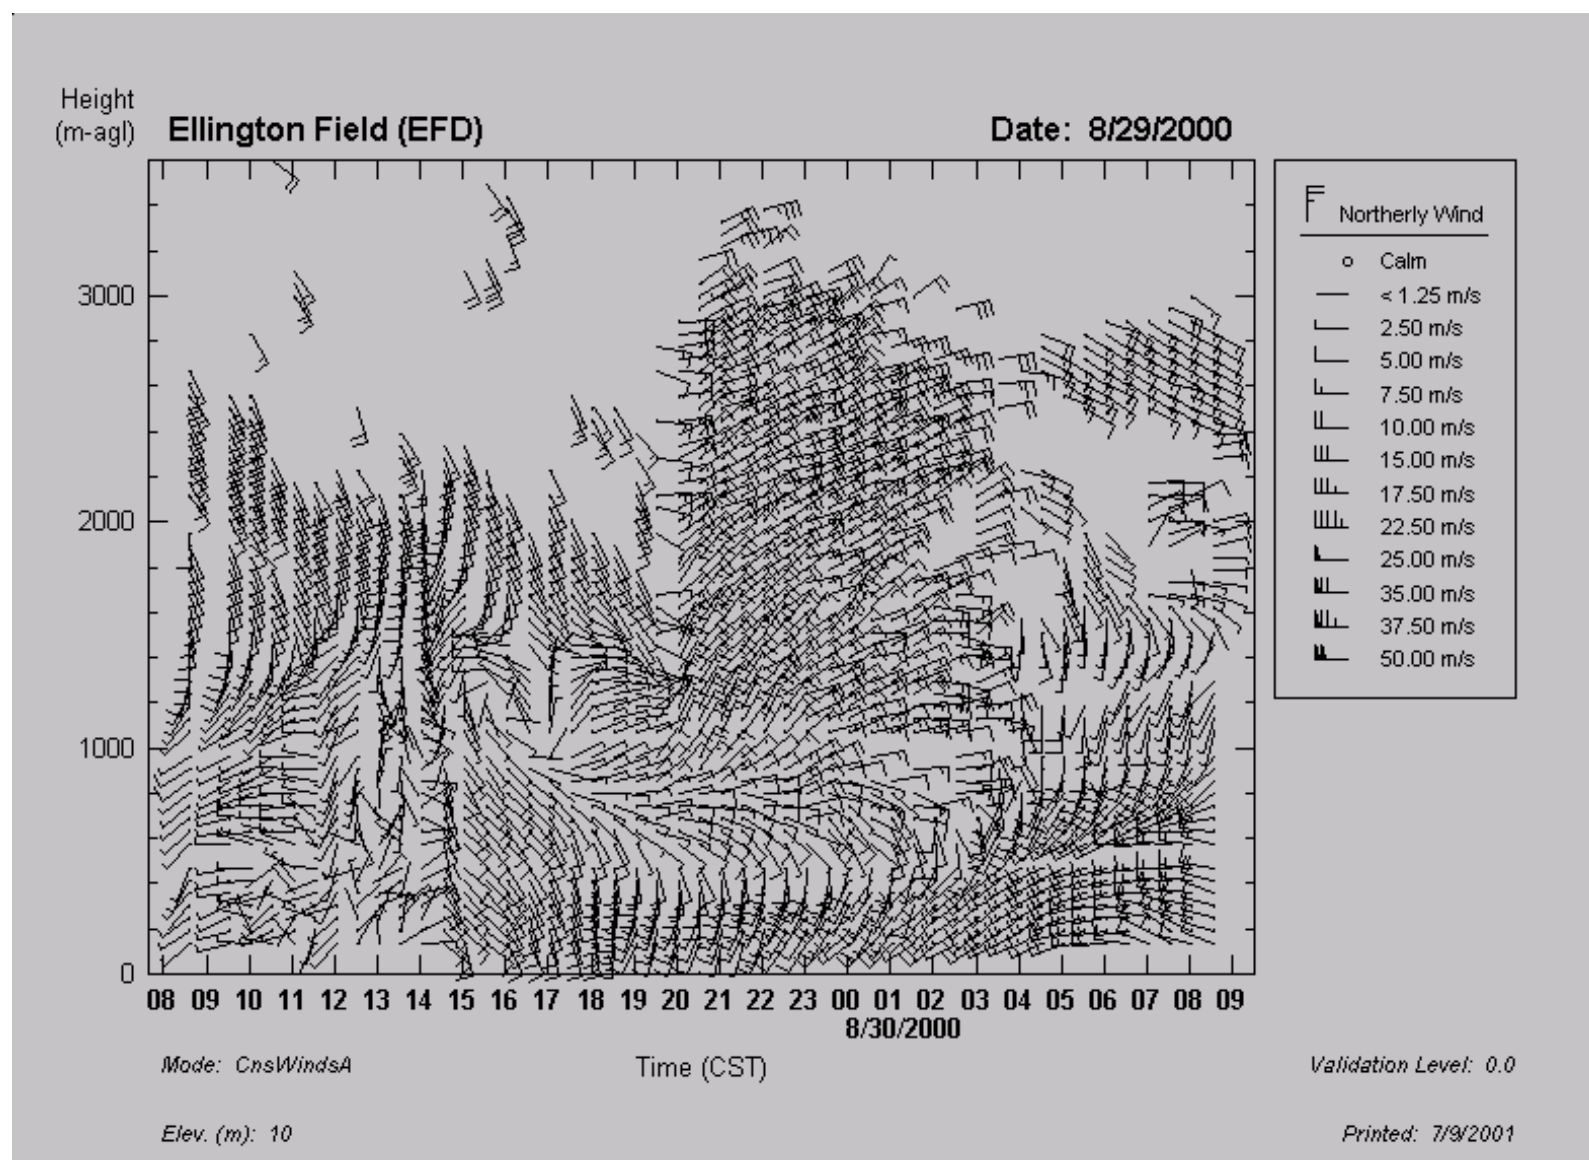 Height
(m-agl)
Ellington Field (EFD)
Date: 8/29/2000
3000
2000
1000
0
08 09 10 11 12 13 14 15 16 17 18 19 20 21 22 23 00 01 02 03 04 05 06 07 08 09
8/30/2000
Time (CST)
Northerly Wind
Calm
< 1.25 m/s
2.50 m/s
5.00 m/s
7.50 m/s
10.00 m/s
15.00 m/s
17.50 m/s
22.50 m/s
25.00 m/s
35.00 m/s
37.50 m/s
50.00 m/s
Mode: CnsWindsA
Validation Level: 0.0
Elev. (m): 10
Printed: 7/9/2001